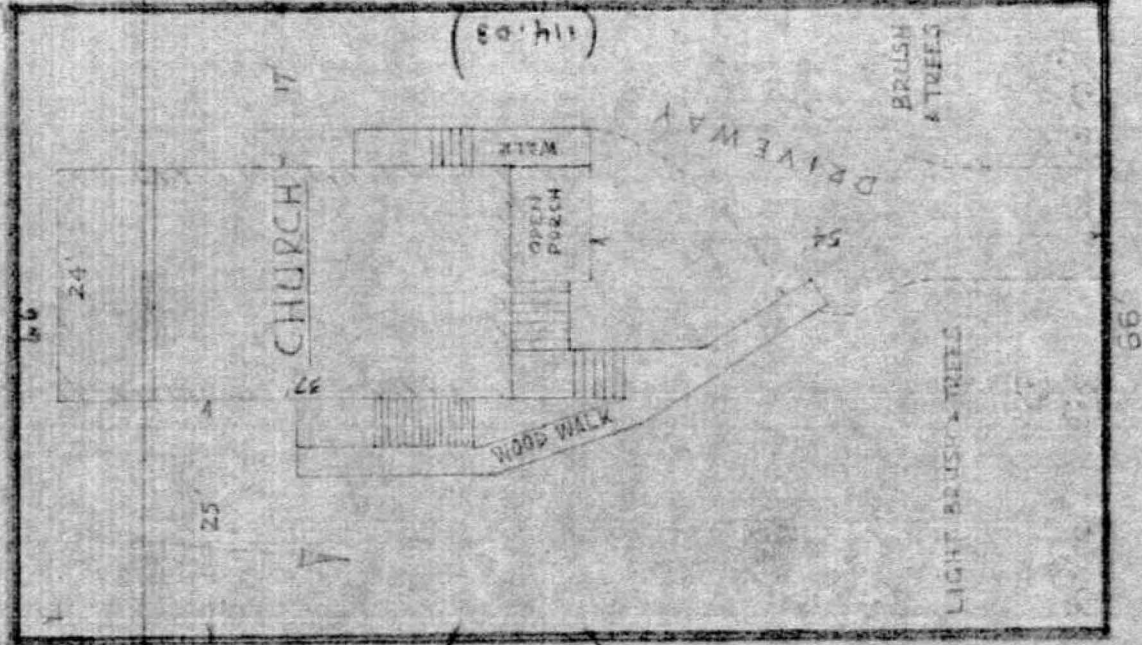 (114.03)
17'
BRUSH
& TREES
WALK
DRIVEWAY
66'
24'
CHURCH
OPEN
PORCH
37'
WOOD WALK
25'
LIGHT BRUSH & TREES
66'